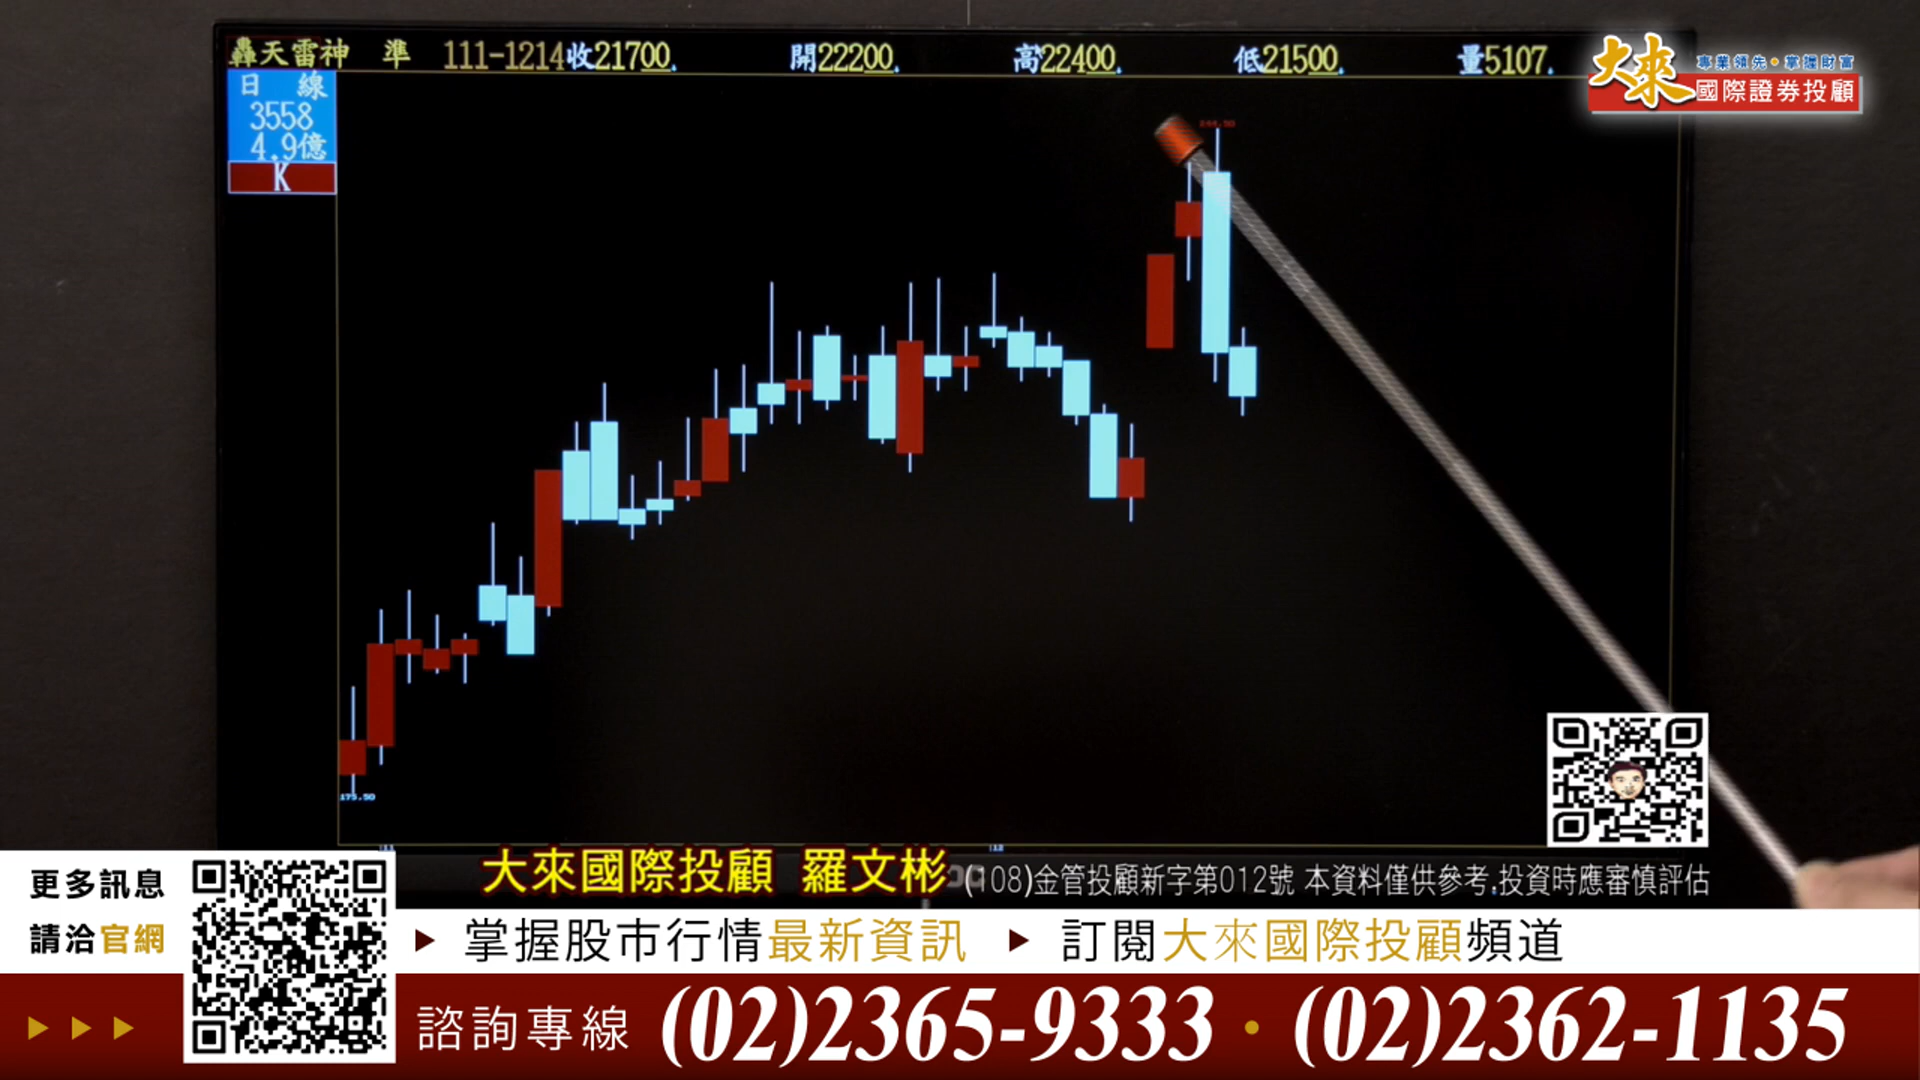 轟天雷神 準 111-1214收21700. 開22200. 高22400. 低21500. 量5107.
日 線
3558
4.9億
K
大來
專業領先•掌握財富
國際證券投顧
244.50
175.50
11
12
大來國際投顧 羅文彬
(108)金管投顧新字第012號 本資料僅供參考.投資時應審慎評估
更多訊息
請洽官網
掌握股市行情最新資訊 訂閱大來國際投顧頻道
諮詢專線 (02)2365-9333 • (02)2362-1135